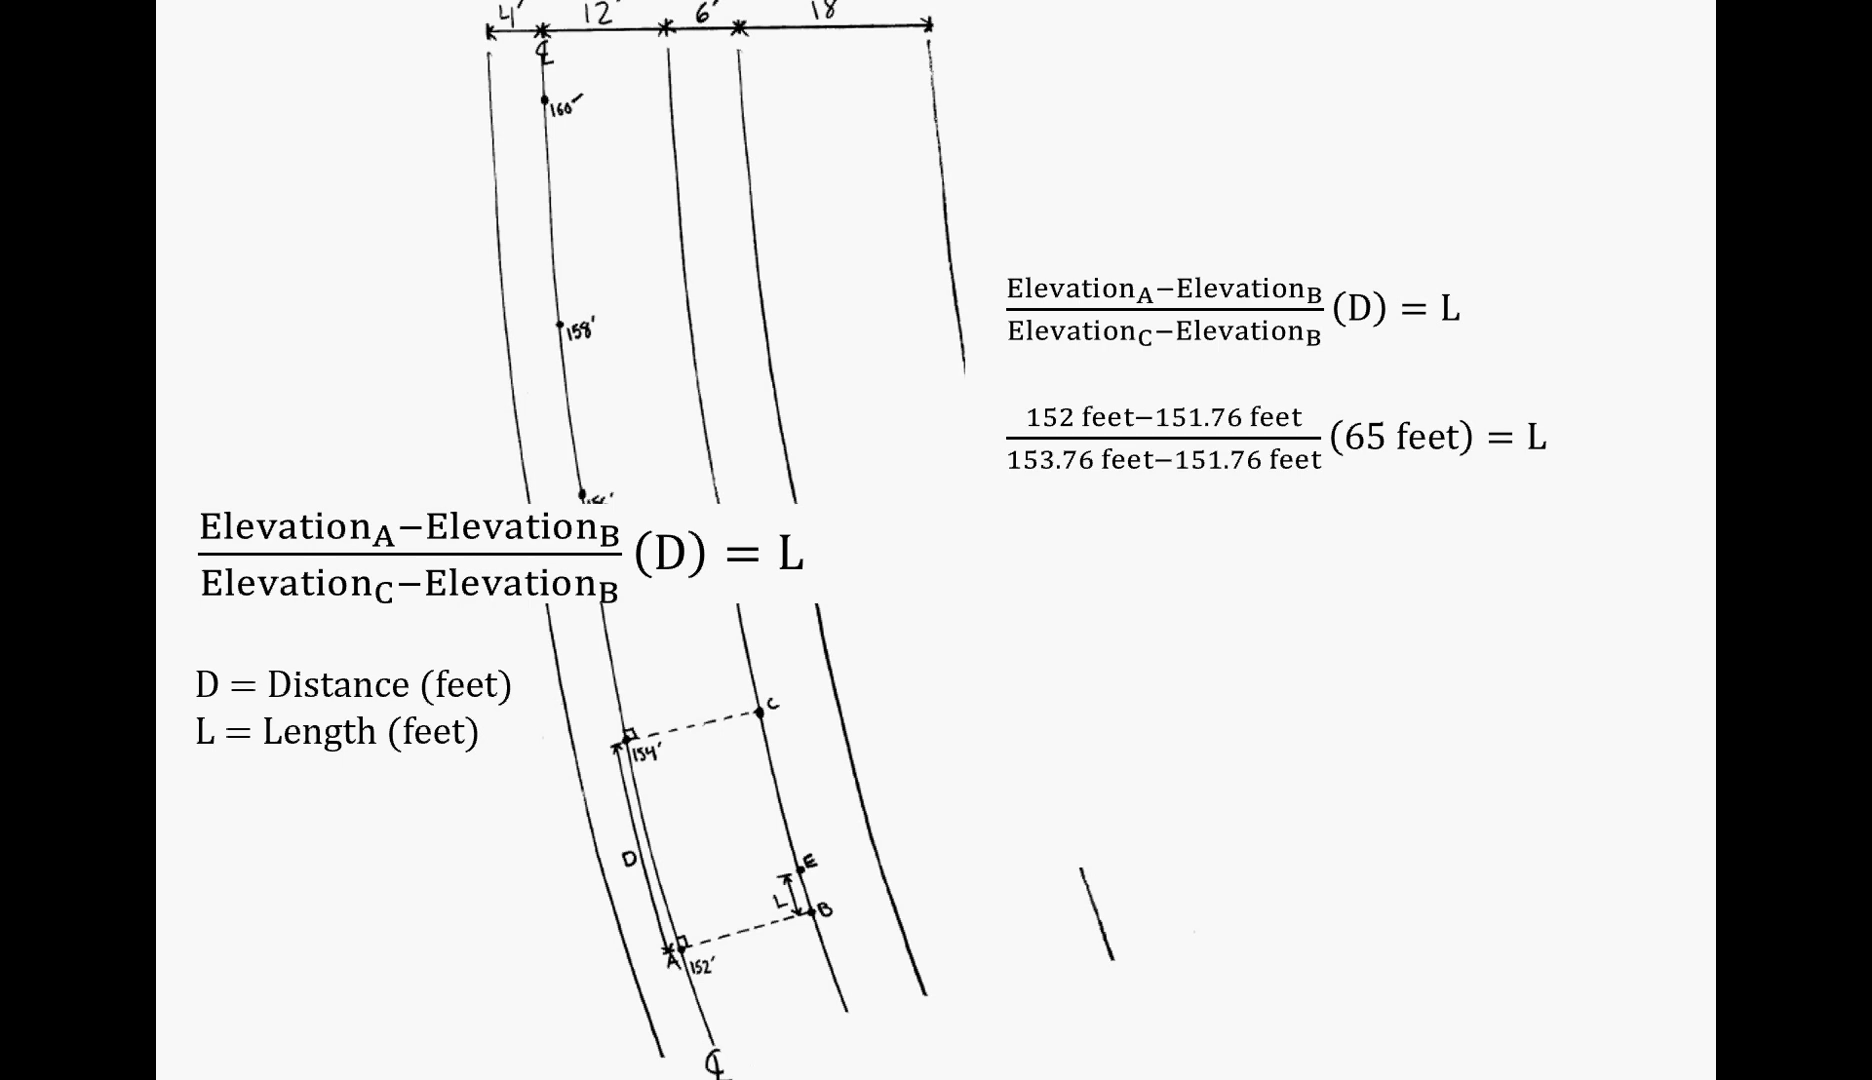 4' 12' 6' 18
℄
160'
158'
Elevation_A−Elevation_B / Elevation_C−Elevation_B (D) = L
152 feet−151.76 feet / 153.76 feet−151.76 feet (65 feet) = L
Elevation_A−Elevation_B / Elevation_C−Elevation_B (D) = L
D = Distance (feet)
L = Length (feet)
C
154'
D
E
L
B
A
152'
℄